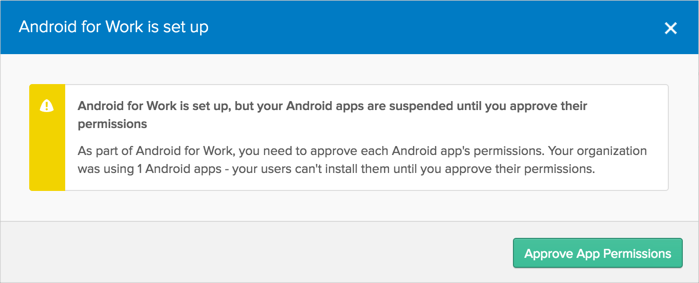 Android for Work is set up
Android for Work is set up, but your Android apps are suspended until you approve their
permissions
As part of Android for Work, you need to approve each Android app's permissions. Your organization
was using 1 Android apps - your users can't install them until you approve their permissions.
Approve App Permissions